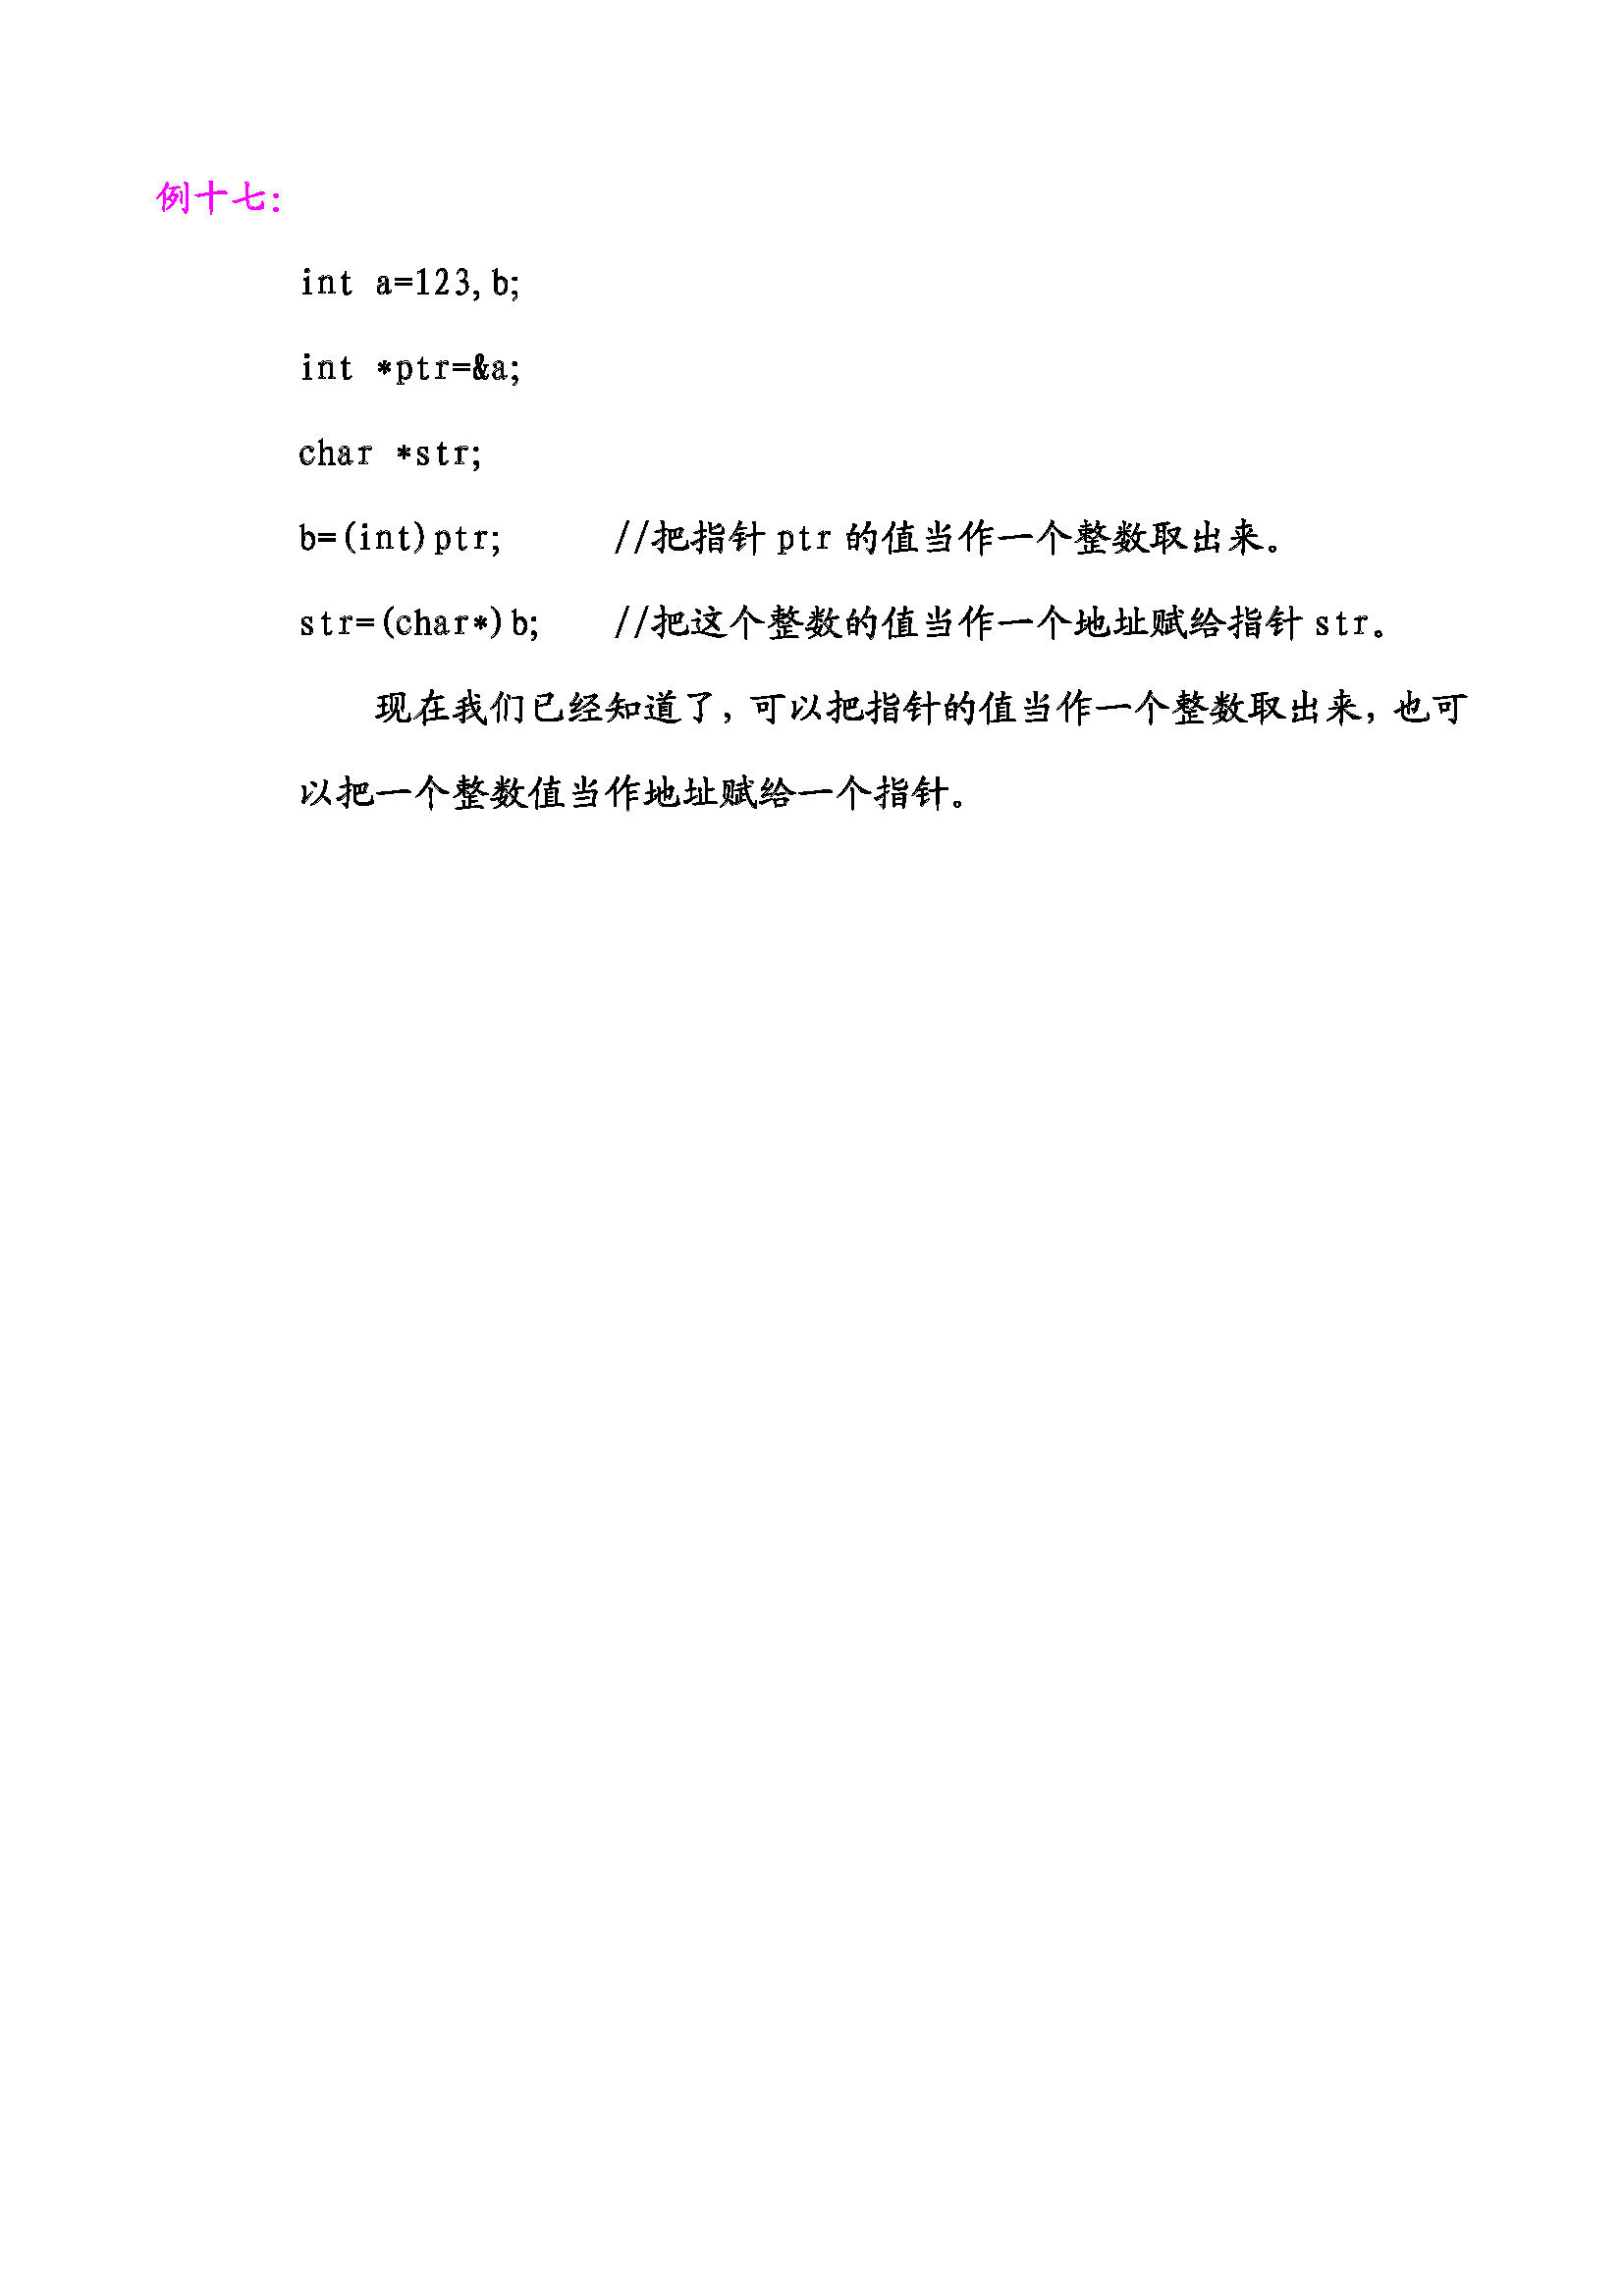 例十七：
int a=123,b;
int *ptr=&a;
char *str;
b=(int)ptr; //把指针 ptr 的值当作一个整数取出来。
str=(char*)b; //把这个整数的值当作一个地址赋给指针 str。
现在我们已经知道了，可以把指针的值当作一个整数取出来，也可
以把一个整数值当作地址赋给一个指针。